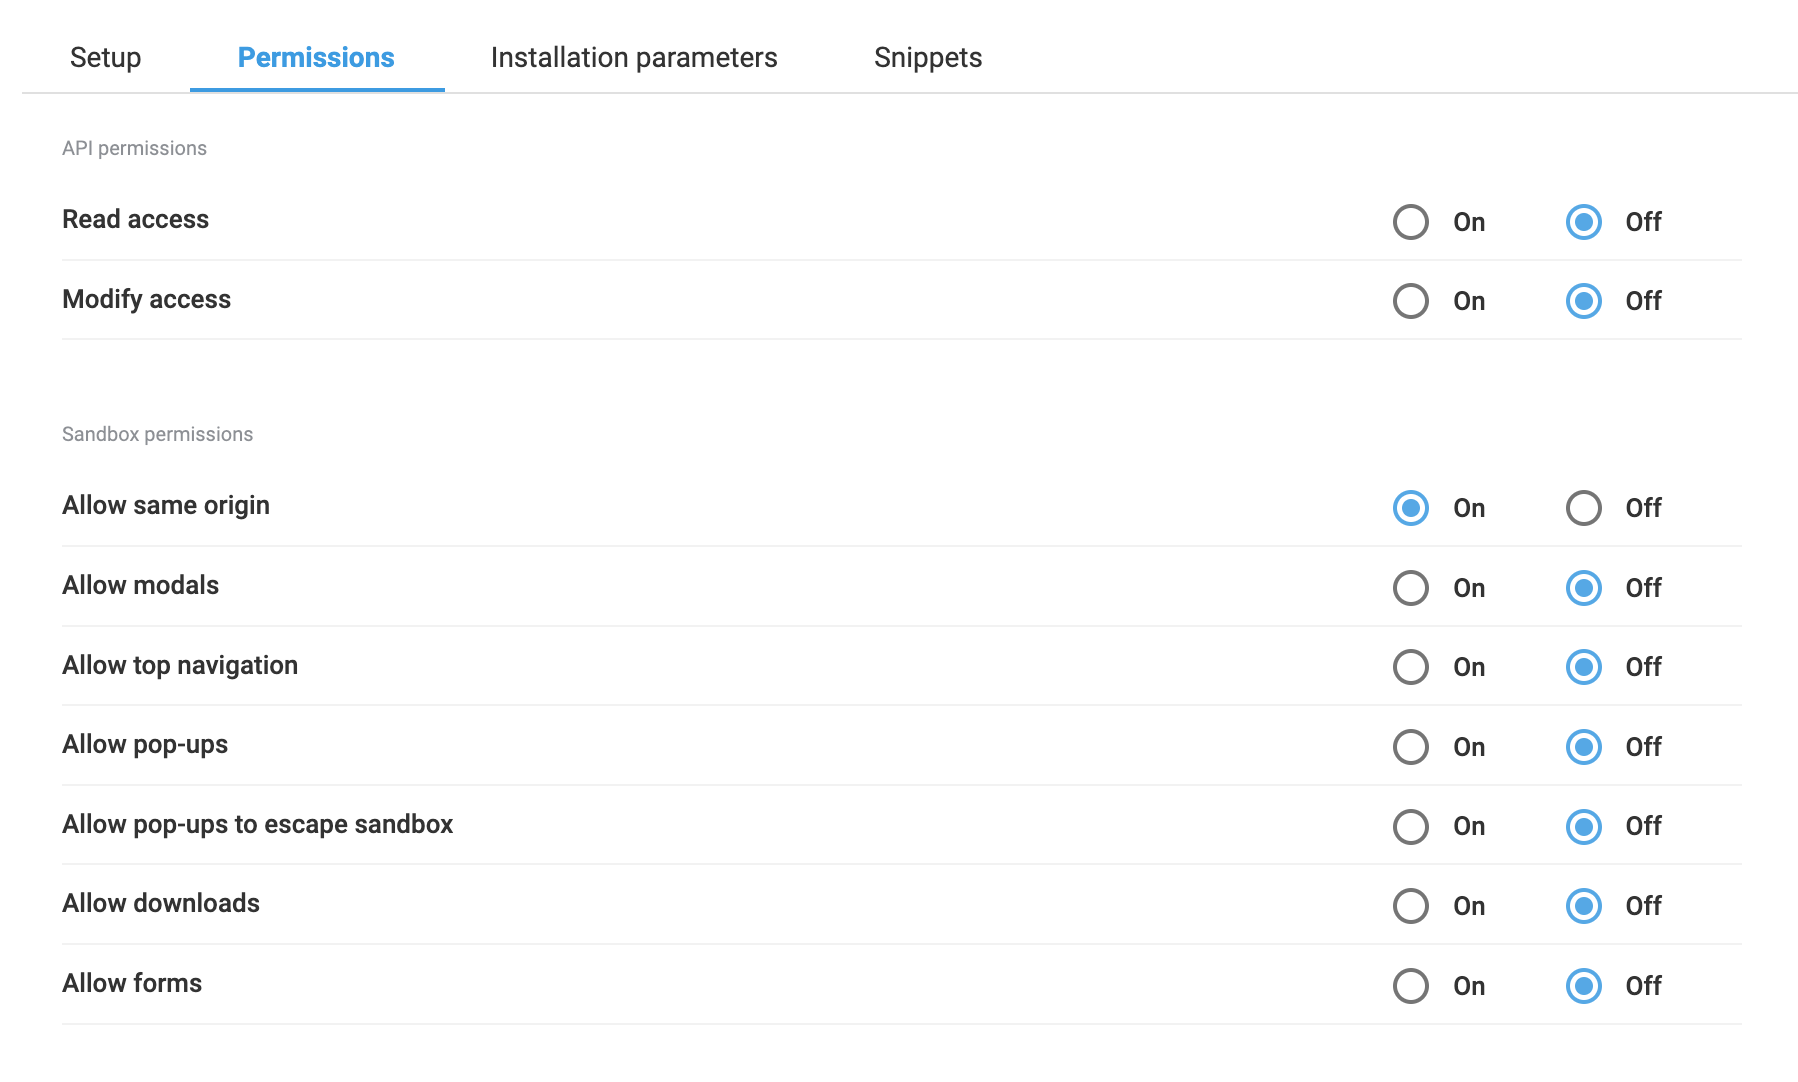 Setup Permissions Installation parameters Snippets
API permissions
Read access On Off
Modify access On Off
Sandbox permissions
Allow same origin On Off
Allow modals On Off
Allow top navigation On Off
Allow pop-ups On Off
Allow pop-ups to escape sandbox On Off
Allow downloads On Off
Allow forms On Off